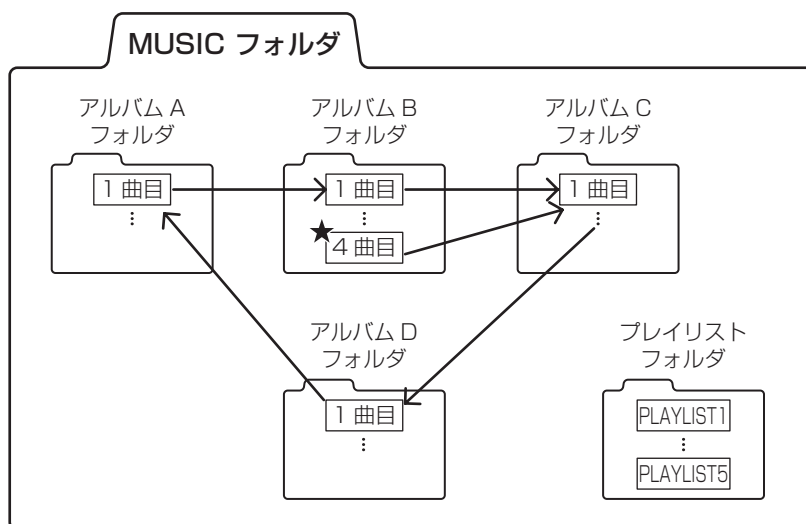 MUSIC フォルダ
アルバム A
フォルダ
1 曲目
⋮
アルバム B
フォルダ
1 曲目
⋮
★
4 曲目
アルバム C
フォルダ
1 曲目
⋮
アルバム D
フォルダ
1 曲目
⋮
プレイリスト
フォルダ
PLAYLIST1
⋮
PLAYLIST5